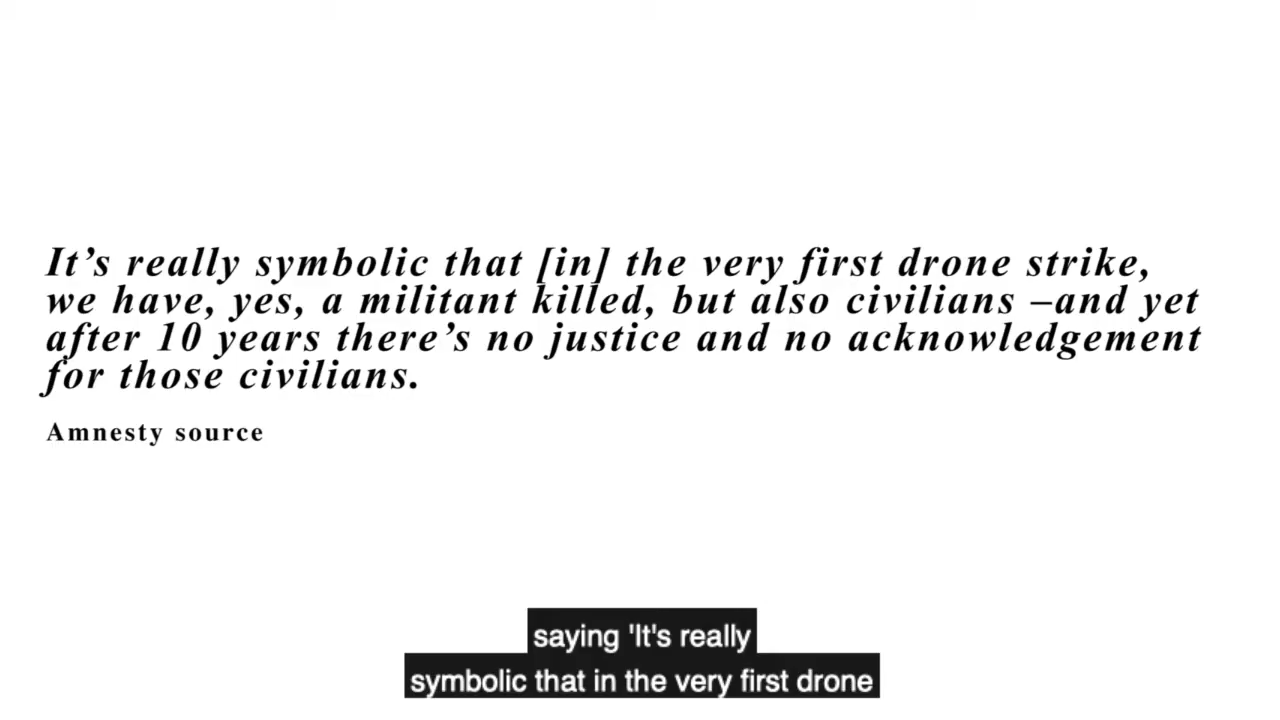 It’s really symbolic that [in] the very first drone strike,
we have, yes, a militant killed, but also civilians –and yet
after 10 years there’s no justice and no acknowledgement
for those civilians.
Amnesty source
saying 'It's really
symbolic that in the very first drone